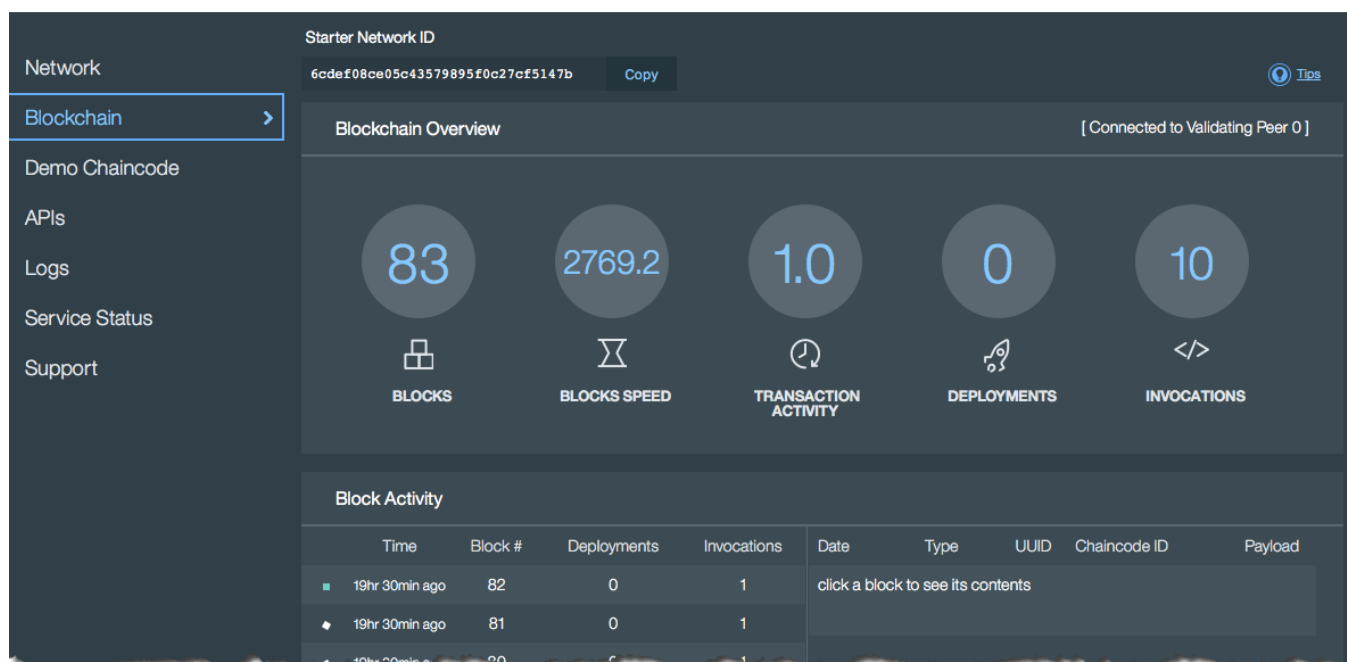 Starter Network ID
6cdef08ce05c43579895f0c27cf5147b Copy
Tips
Network
Blockchain
Demo Chaincode
APIs
Logs
Service Status
Support
Blockchain Overview [ Connected to Validating Peer 0 ]
83 2769.2 1.0 0 10
BLOCKS BLOCKS SPEED TRANSACTION ACTIVITY DEPLOYMENTS INVOCATIONS
Block Activity
Time Block # Deployments Invocations Date Type UUID Chaincode ID Payload
19hr 30min ago 82 0 1 click a block to see its contents
19hr 30min ago 81 0 1